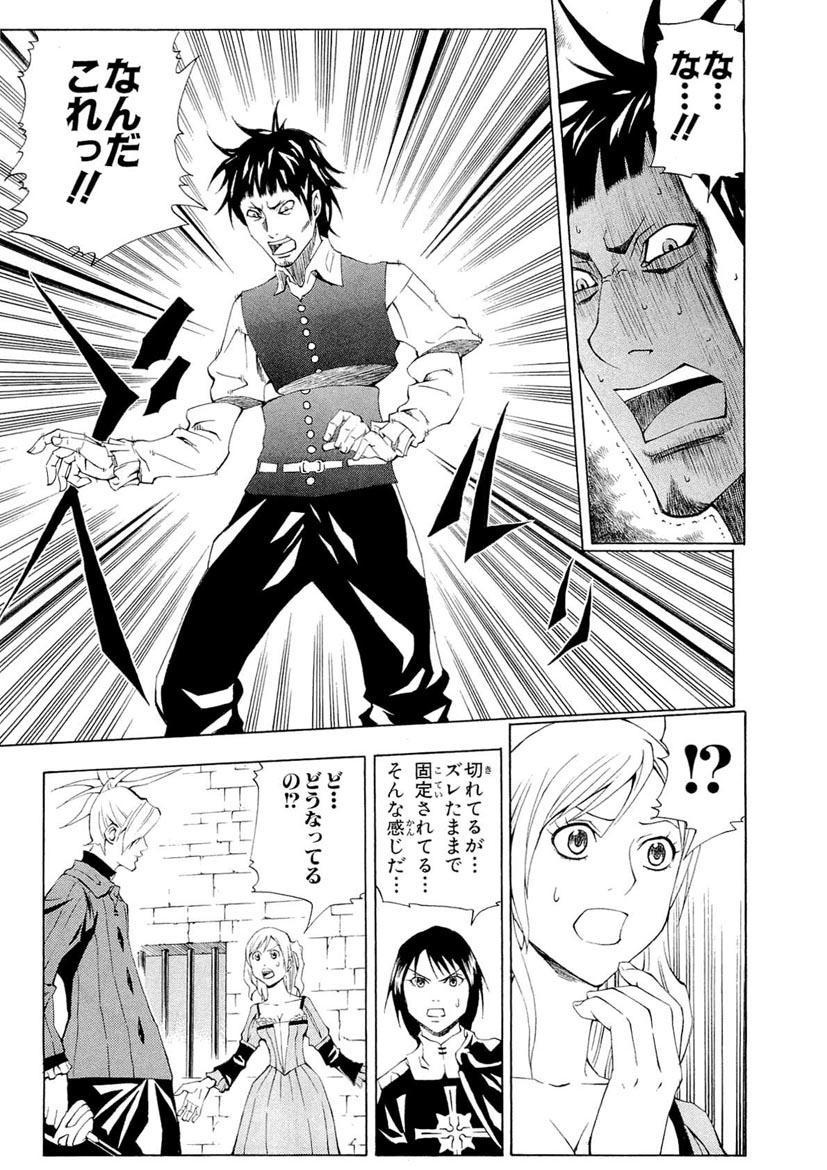 な…
な…!!
なんだ
これっ!!
!?
切れてるが…
ズレたままで
固定されてる…
そんな感じだ…
ど…
どうなってる
の!?